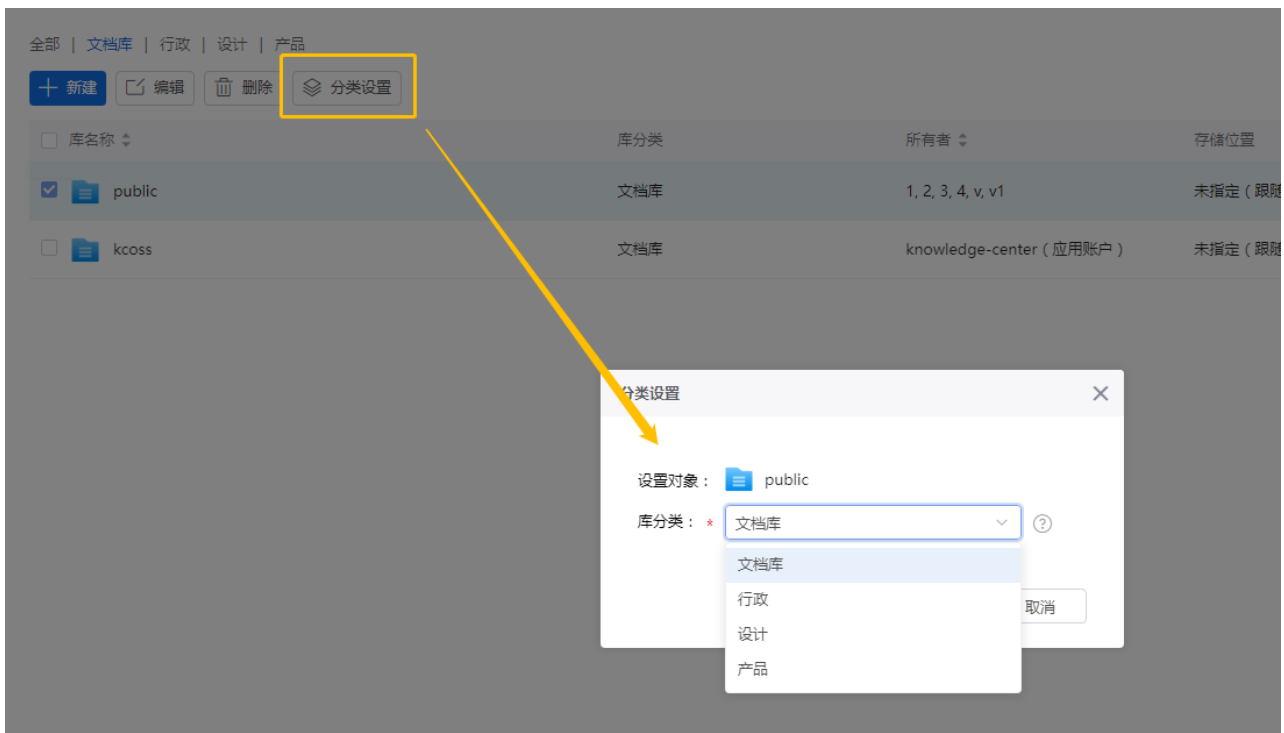 全部 | 文档库 | 行政 | 设计 | 产品
新建 编辑 删除 分类设置
库名称 库分类 所有者 存储位置
public 文档库 1, 2, 3, 4, v, v1 未指定 ( 跟随
kcoss 文档库 knowledge-center ( 应用账户 ) 未指定 ( 跟随
分类设置
设置对象 : public
库分类 : * 文档库 ?
文档库
行政
取消
设计
产品